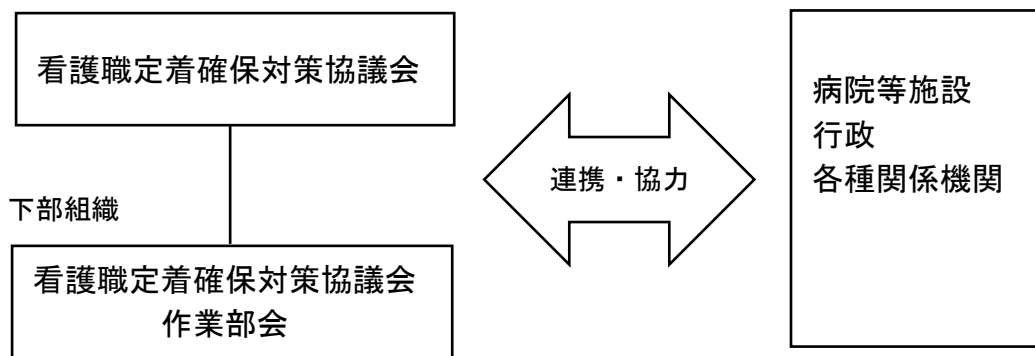 看護職定着確保対策協議会
下部組織
看護職定着確保対策協議会
作業部会
連携・協力
病院等施設
行政
各種関係機関